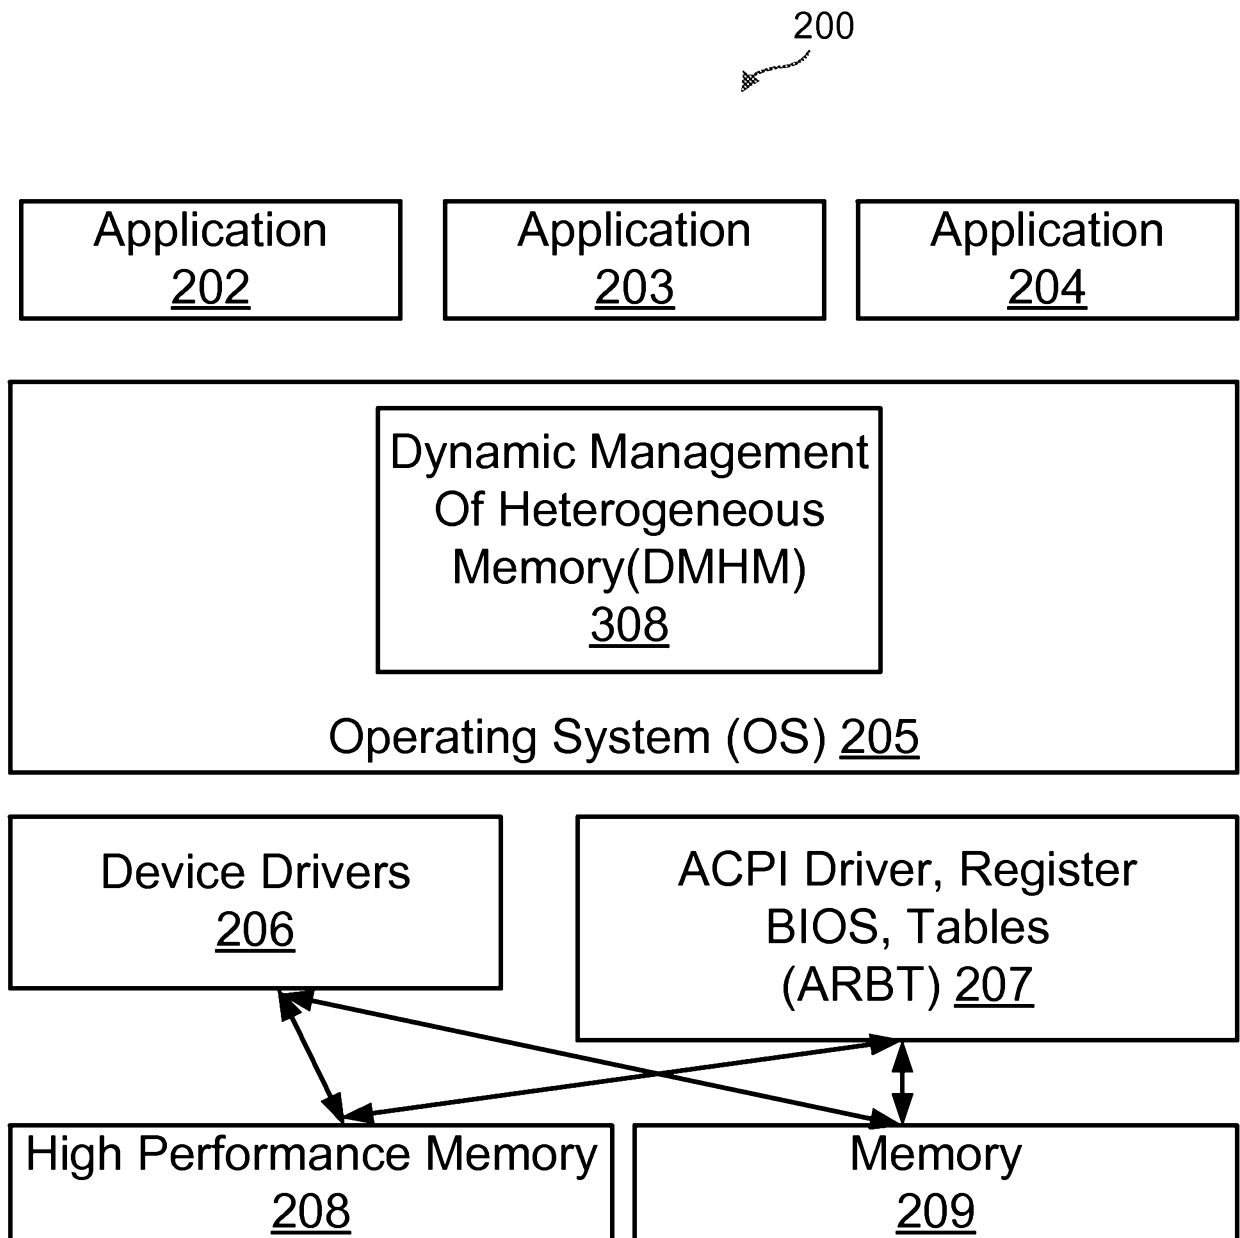 200
Application
202
Application
203
Application
204
Dynamic Management
Of Heterogeneous
Memory(DMHM)
308
Operating System (OS) 205
Device Drivers
206
ACPI Driver, Register
BIOS, Tables
(ARBT) 207
High Performance Memory
208
Memory
209